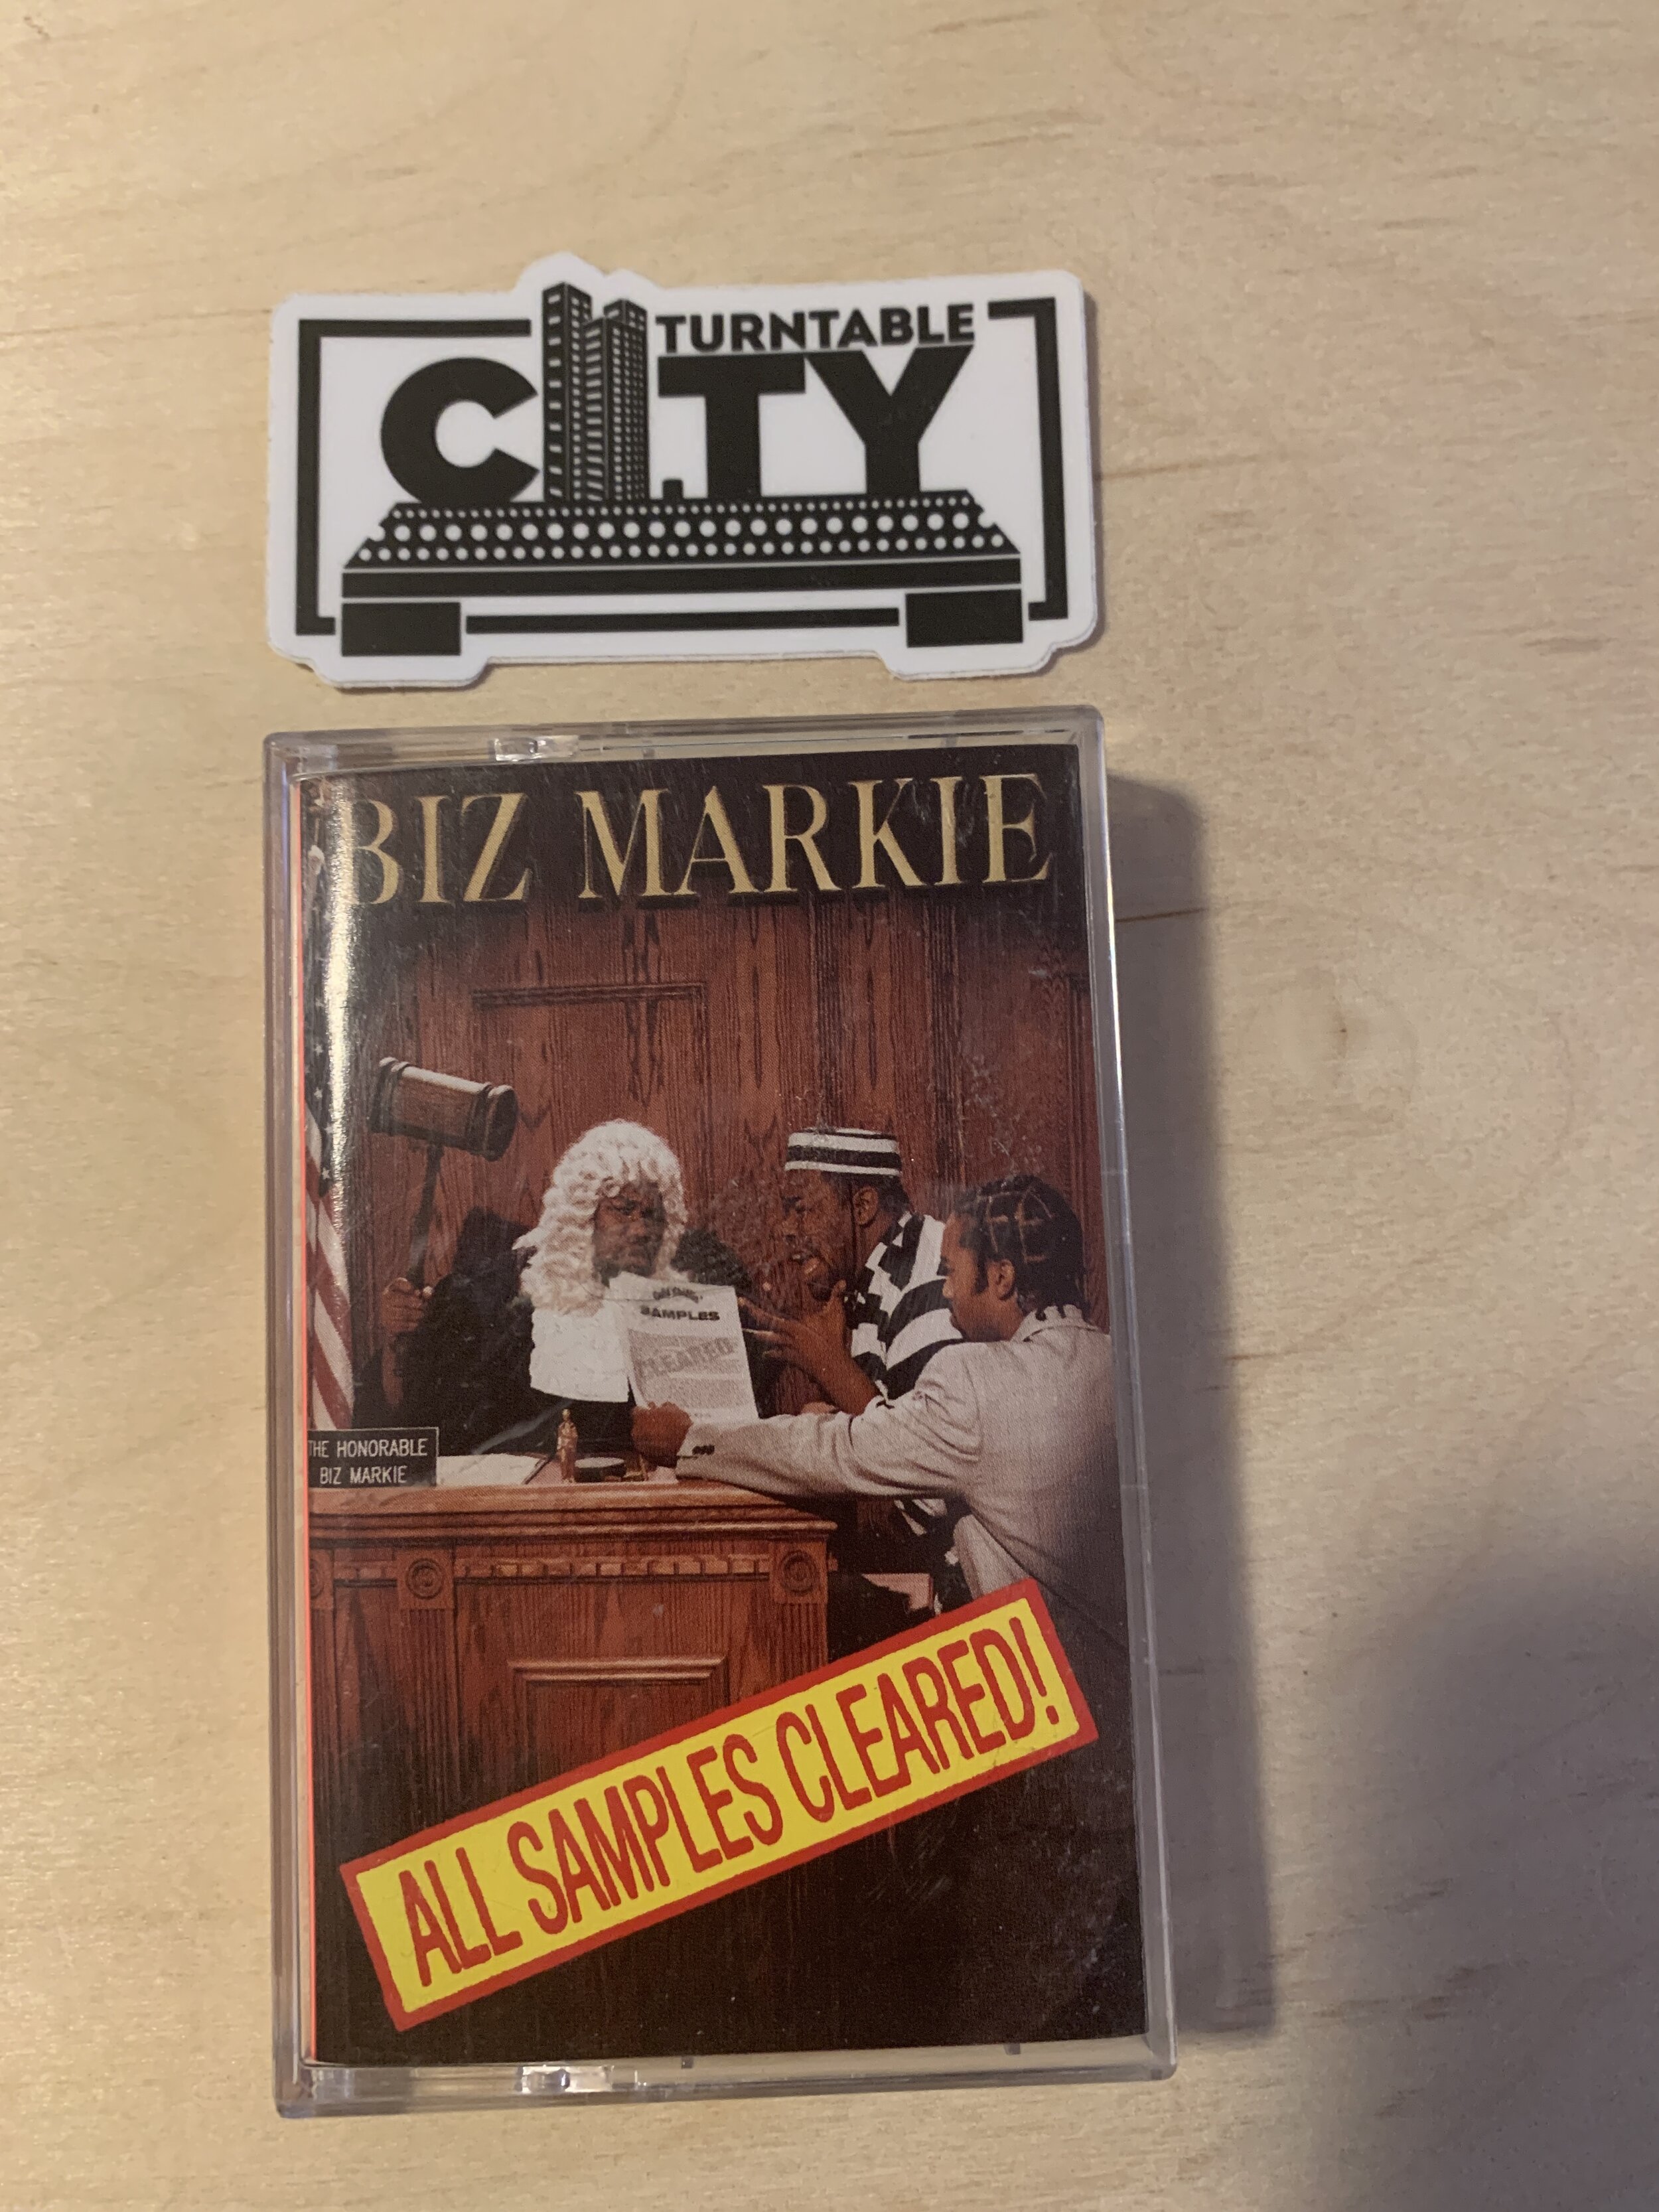 TURNTABLE
CITY
BIZ MARKIE
SAMPLES
CLEARED
THE HONORABLE
BIZ MARKIE
ALL SAMPLES CLEARED!